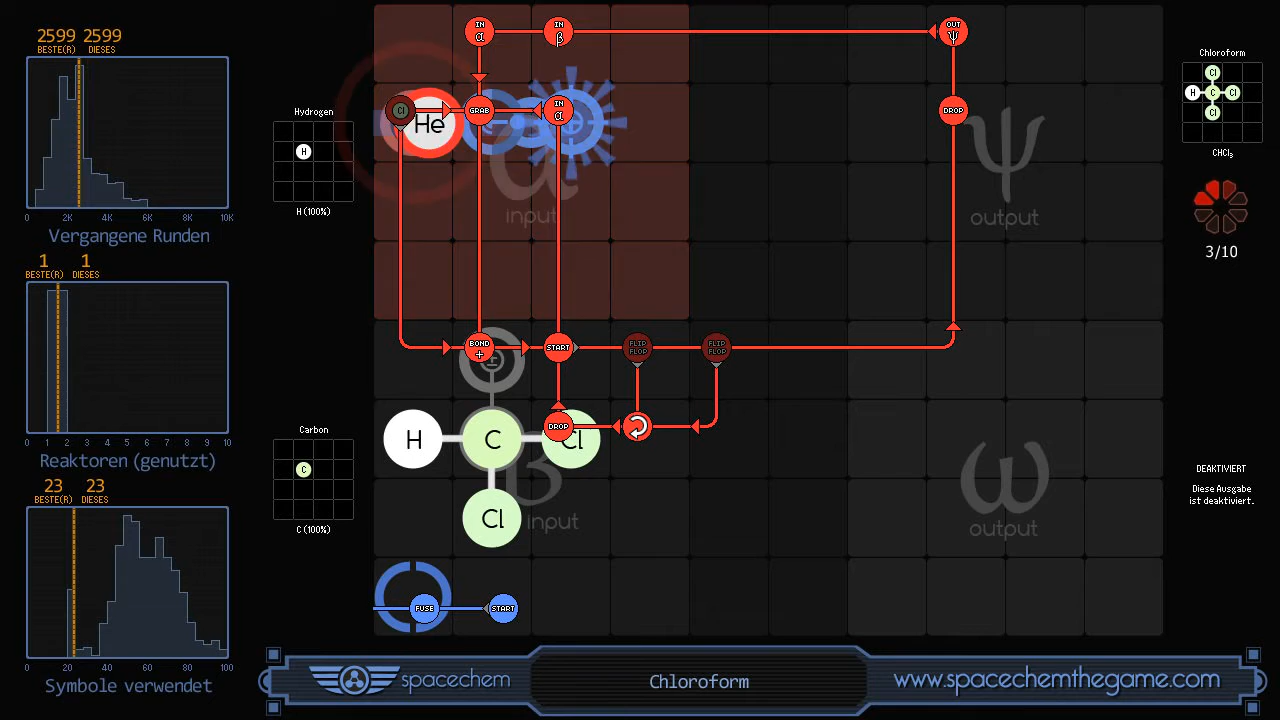 2599 2599
BESTE(R) DIESES
0 2K 4K 6K 8K 10K
Vergangene Runden
1 1
BESTE(R) DIESES
0 1 2 3 4 5 6 7 8 9 10
Reaktoren (genutzt)
23 23
BESTE(R) DIESES
0 20 40 60 80 100
Symbole verwendet
Hydrogen
H
H (100%)
Carbon
C
C (100%)
IN α
IN β
OUT ψ
Cl
He
GRAB
IN α
DROP
α
input
ψ
output
BOND +
START
FLIP FLOP
FLIP FLOP
±
H
C
DROP
Cl
Cl
β
input
ω
output
FUSE
START
Chloroform
Cl
H C Cl
Cl
CHCl₃
3/10
DEAKTIVIERT
Diese Ausgabe
ist deaktiviert.
spacechem
Chloroform
www.spacechemthegame.com